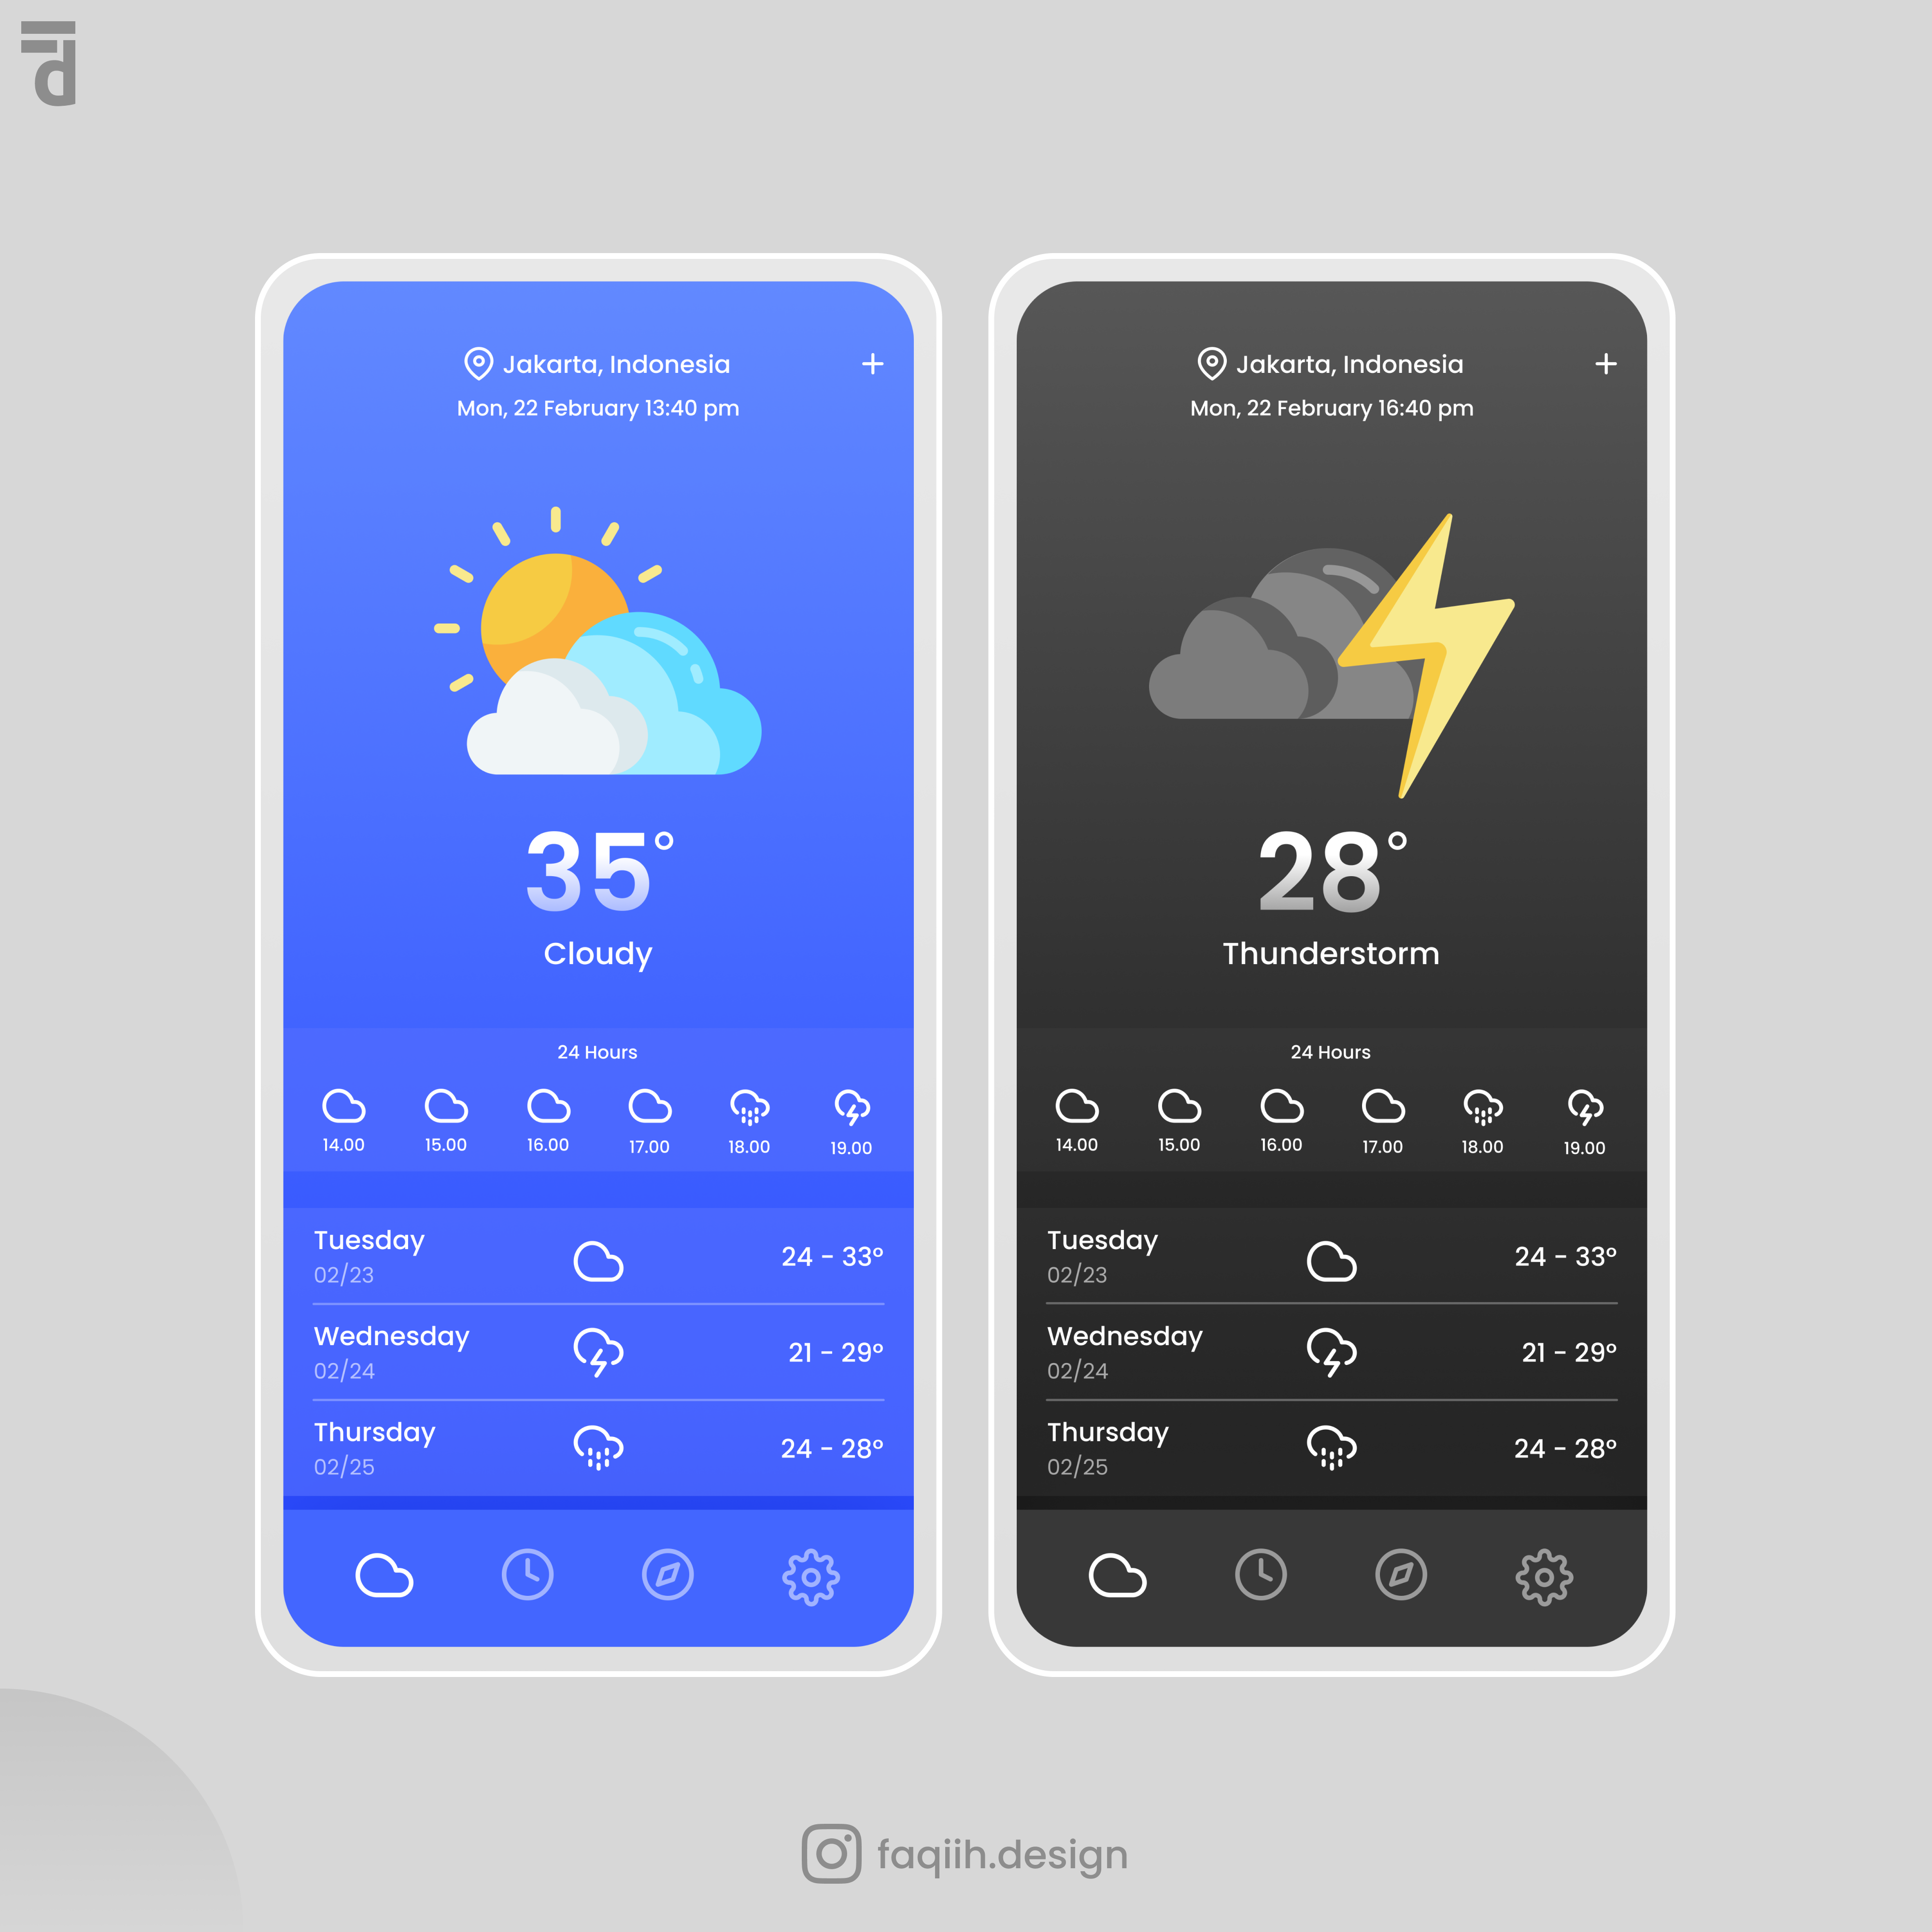 Jakarta, Indonesia
Mon, 22 February 13:40 pm
35°
Cloudy
24 Hours
14.00 15.00 16.00 17.00 18.00 19.00
Tuesday
02/23
24 - 33°
Wednesday
02/24
21 - 29°
Thursday
02/25
24 - 28°
Jakarta, Indonesia
Mon, 22 February 16:40 pm
28°
Thunderstorm
24 Hours
14.00 15.00 16.00 17.00 18.00 19.00
Tuesday
02/23
24 - 33°
Wednesday
02/24
21 - 29°
Thursday
02/25
24 - 28°
faqiih.design